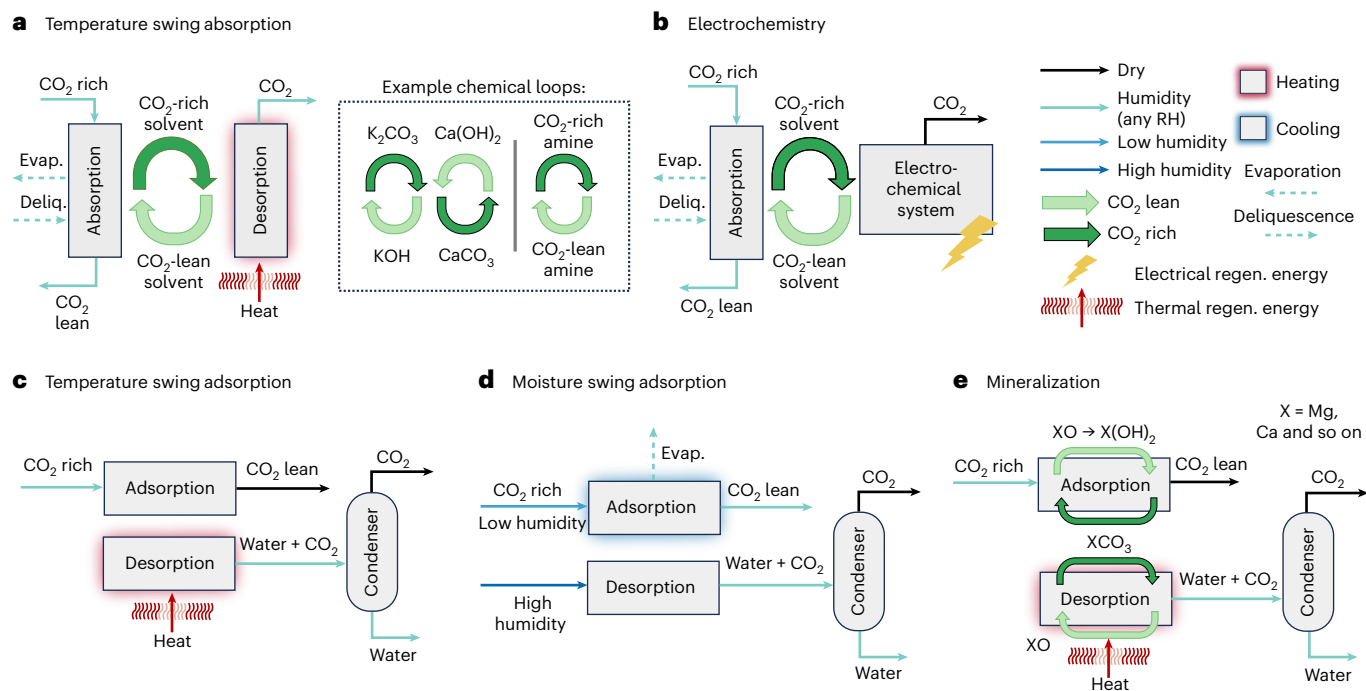 a Temperature swing absorption
CO₂ rich
Evap.
Deliq.
Absorption
CO₂ lean
CO₂-rich
solvent
CO₂-lean
solvent
CO₂
Desorption
Heat
Example chemical loops:
K₂CO₃
KOH
Ca(OH)₂
CaCO₃
CO₂-rich
amine
CO₂-lean
amine
b Electrochemistry
CO₂ rich
Evap.
Deliq.
Absorption
CO₂ lean
CO₂-rich
solvent
CO₂-lean
solvent
CO₂
Electro-
chemical
system
Dry
Humidity
(any RH)
Low humidity
High humidity
CO₂ lean
CO₂ rich
Electrical regen. energy
Thermal regen. energy
Heating
Cooling
Evaporation
Deliquescence
c Temperature swing adsorption
CO₂ rich
Adsorption
CO₂ lean
Desorption
Water + CO₂
Heat
CO₂
Condenser
Water
d Moisture swing adsorption
Evap.
CO₂ rich
Low humidity
Adsorption
CO₂ lean
High
humidity
Desorption
Water + CO₂
CO₂
Condenser
Water
e Mineralization
X = Mg,
Ca and so on
XO → X(OH)₂
CO₂ rich
Adsorption
CO₂ lean
XCO₃
Desorption
Water + CO₂
XO
Heat
CO₂
Condenser
Water